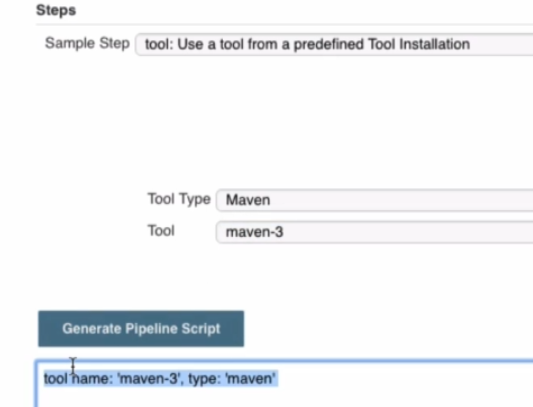 Steps
Sample Step tool: Use a tool from a predefined Tool Installation
Tool Type Maven
Tool maven-3
Generate Pipeline Script
tool name: 'maven-3', type: 'maven'